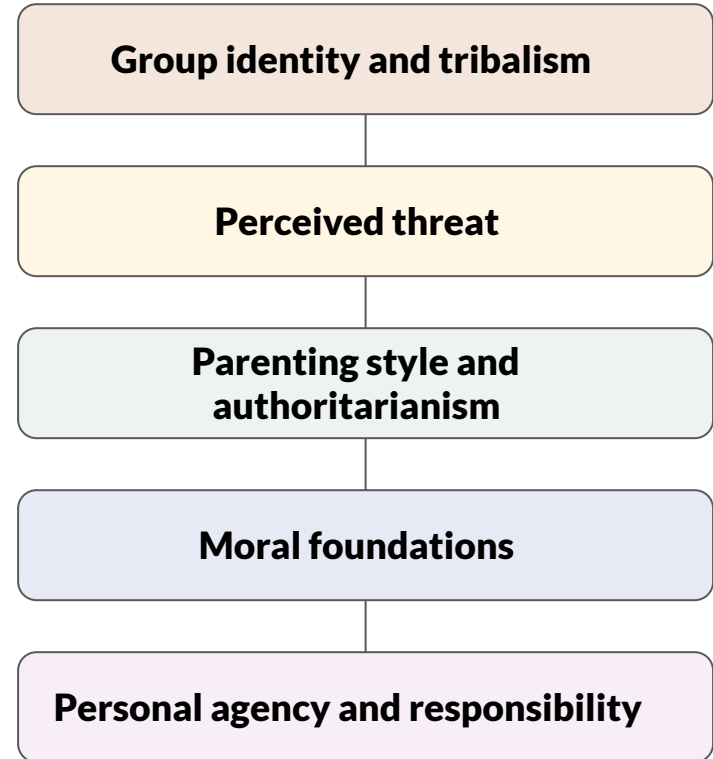 Group identity and tribalism
Perceived threat
Parenting style and
authoritarianism
Moral foundations
Personal agency and responsibility